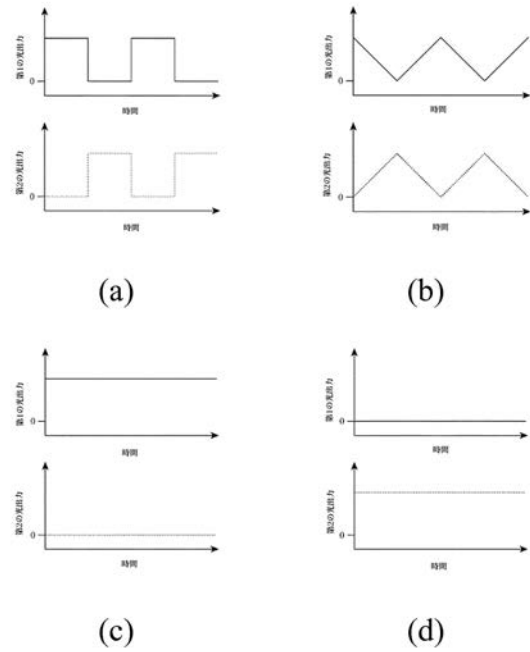 第1の光出力
0
時間
第2の光出力
0
時間
(a)
第1の光出力
0
時間
第2の光出力
0
時間
(b)
第1の光出力
0
時間
第2の光出力
0
時間
(c)
第1の光出力
0
時間
第2の光出力
0
時間
(d)